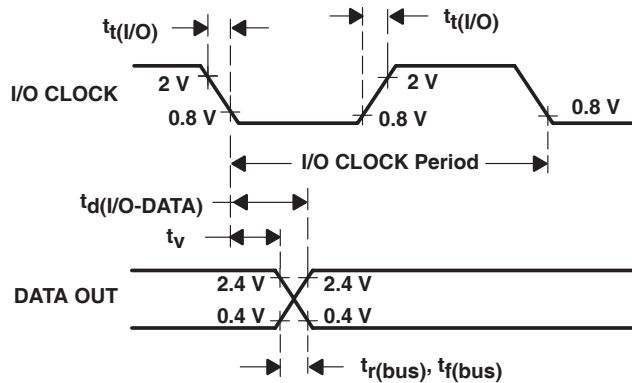 tt(I/O)
tt(I/O)
2 V
2 V
I/O CLOCK
0.8 V
0.8 V
0.8 V
I/O CLOCK Period
td(I/O-DATA)
tv
2.4 V
2.4 V
DATA OUT
0.4 V
0.4 V
tr(bus), tf(bus)